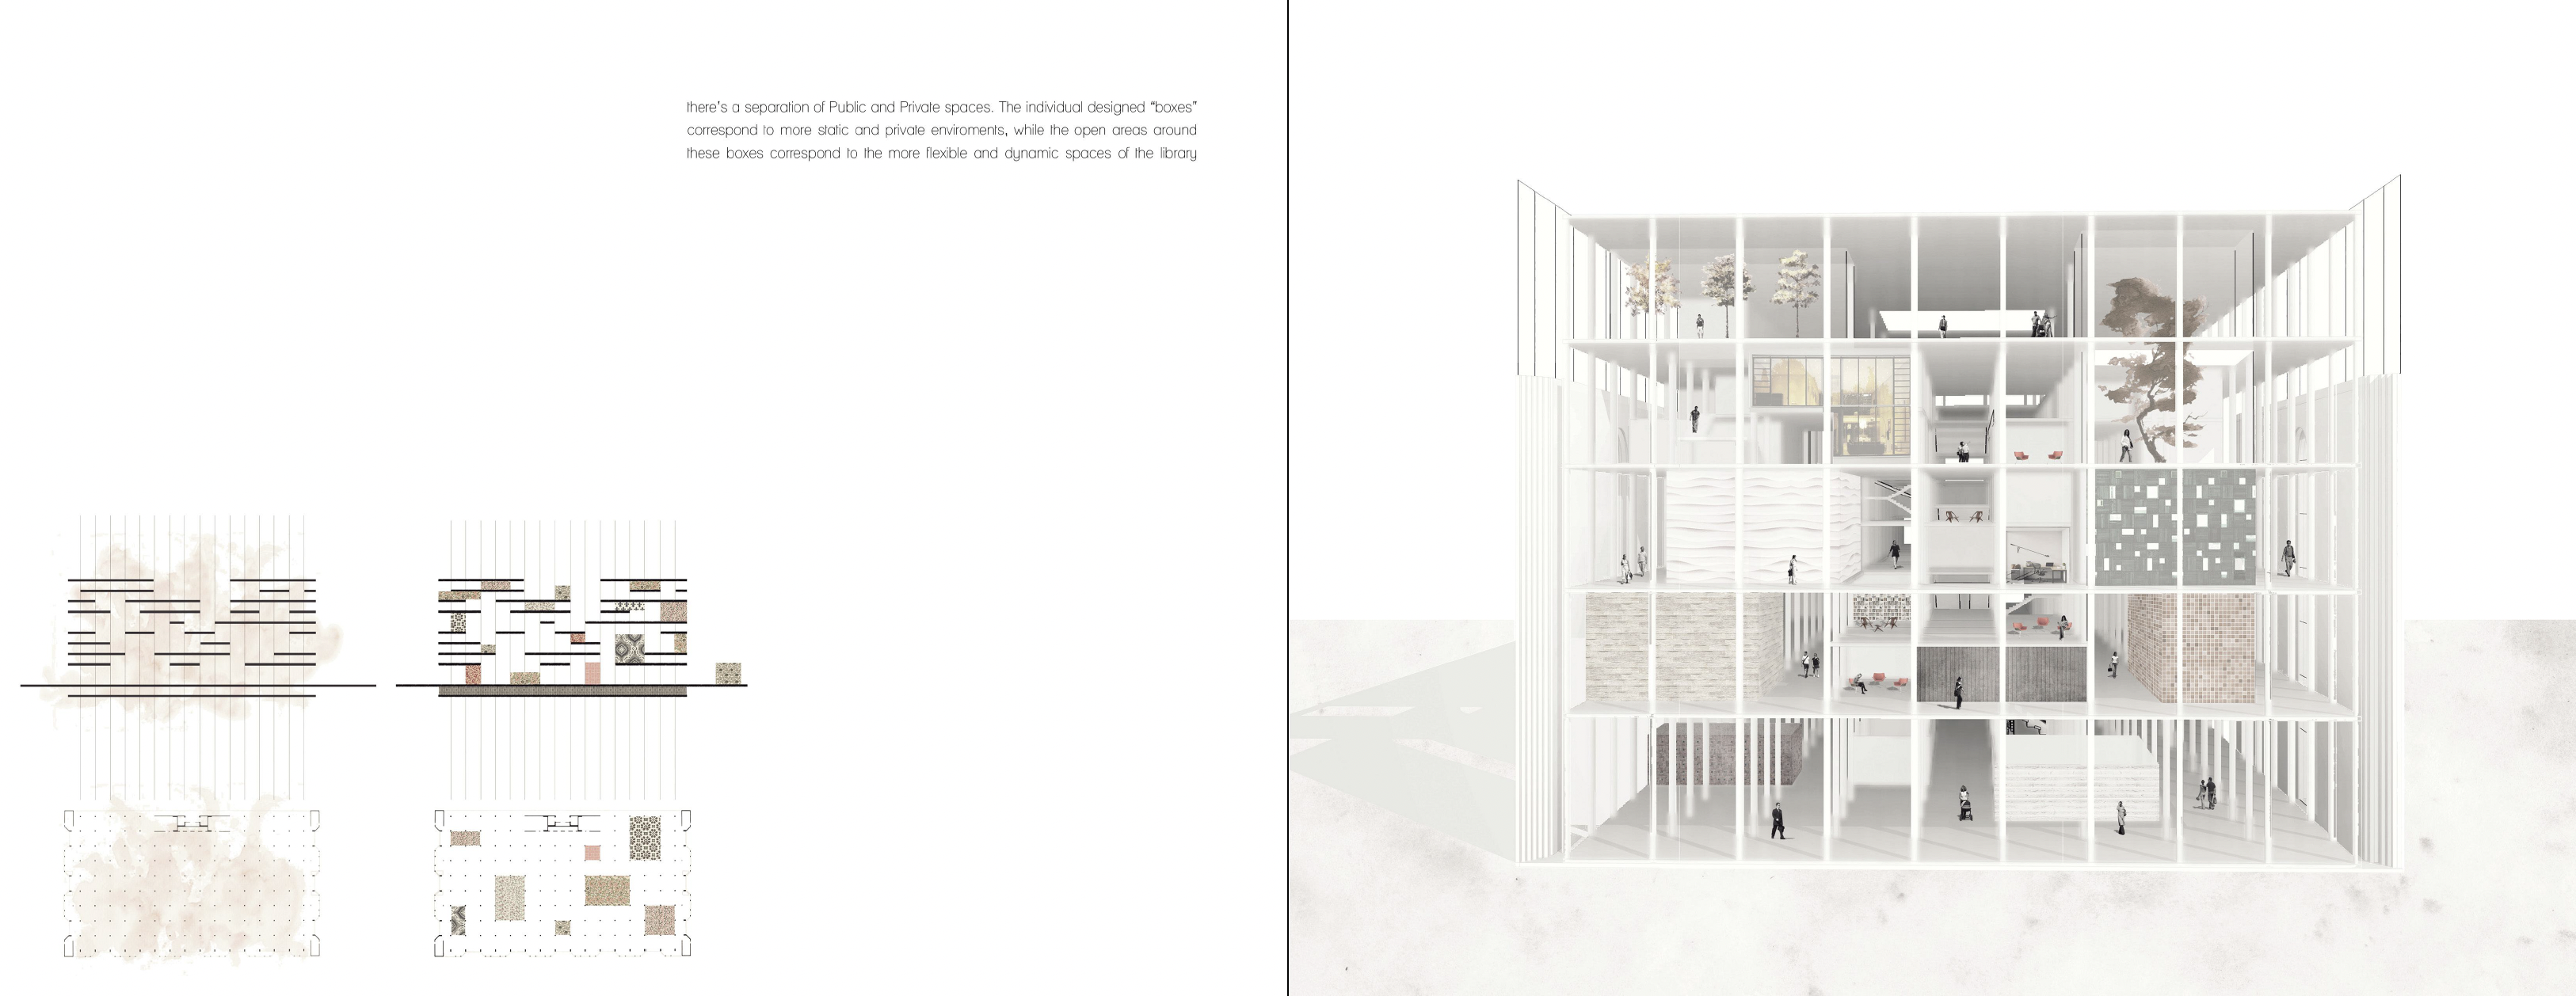 there's a separation of Public and Private spaces. The individual designed “boxes”
correspond to more static and private enviroments, while the open areas around
these boxes correspond to the more flexible and dynamic spaces of the library